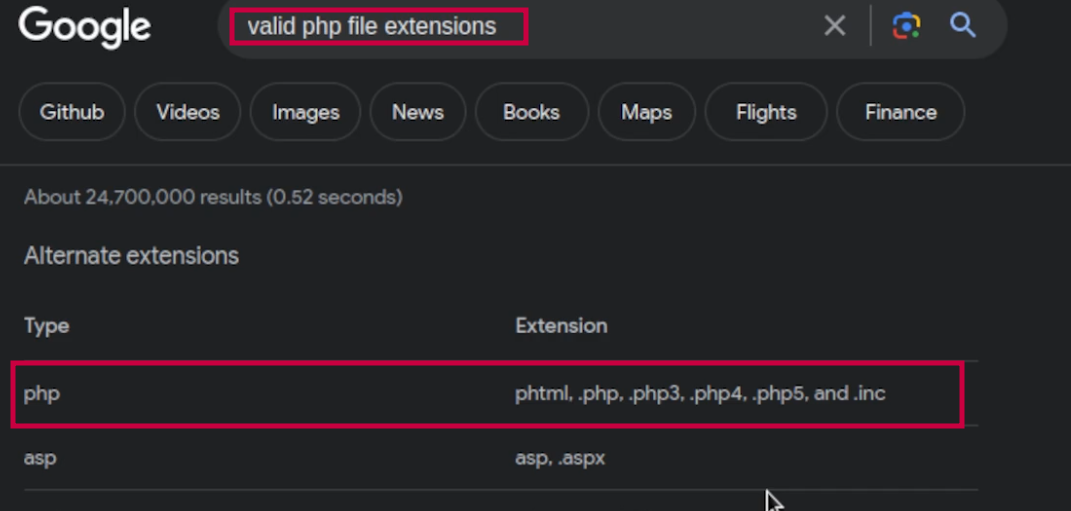 Google valid php file extensions
Github Videos Images News Books Maps Flights Finance
About 24,700,000 results (0.52 seconds)
Alternate extensions
Type Extension
php phtml, .php, .php3, .php4, .php5, and .inc
asp asp, .aspx